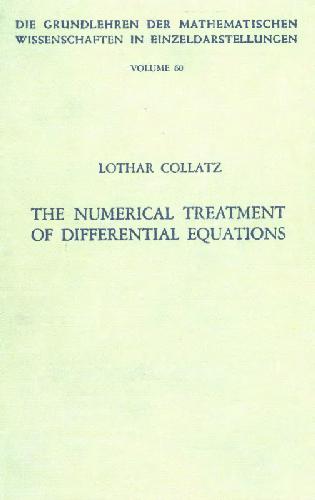 DIE GRUNDLEHREN DER MATHEMATISCHEN
WISSENSCHAFTEN IN EINZELDARSTELLUNGEN
VOLUME 60
LOTHAR COLLATZ
THE NUMERICAL TREATMENT
OF DIFFERENTIAL EQUATIONS